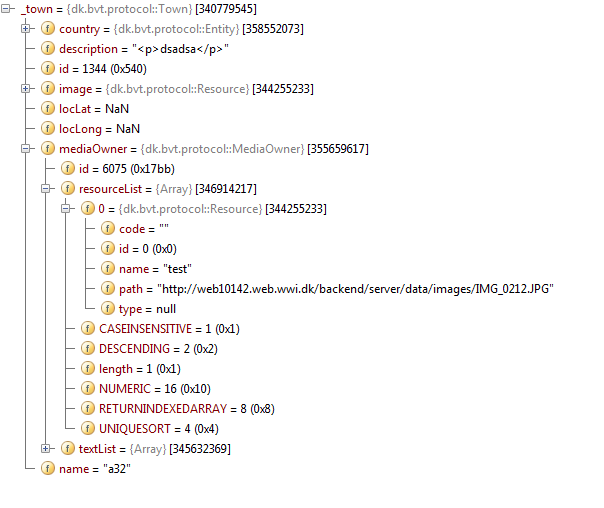 _town = {dk.bvt.protocol::Town} [340779545]
f country = {dk.bvt.protocol::Entity} [358552073]
f description = "<p>dsadsa</p>"
f id = 1344 (0x540)
f image = {dk.bvt.protocol::Resource} [344255233]
f locLat = NaN
f locLong = NaN
f mediaOwner = {dk.bvt.protocol::MediaOwner} [355659617]
f id = 6075 (0x17bb)
f resourceList = {Array} [346914217]
f 0 = {dk.bvt.protocol::Resource} [344255233]
f code = ""
f id = 0 (0x0)
f name = "test"
f path = "http://web10142.web.wwi.dk/backend/server/data/images/IMG_0212.JPG"
f type = null
f CASEINSENSITIVE = 1 (0x1)
f DESCENDING = 2 (0x2)
f length = 1 (0x1)
f NUMERIC = 16 (0x10)
f RETURNINDEXEDARRAY = 8 (0x8)
f UNIQUESORT = 4 (0x4)
f textList = {Array} [345632369]
f name = "a32"